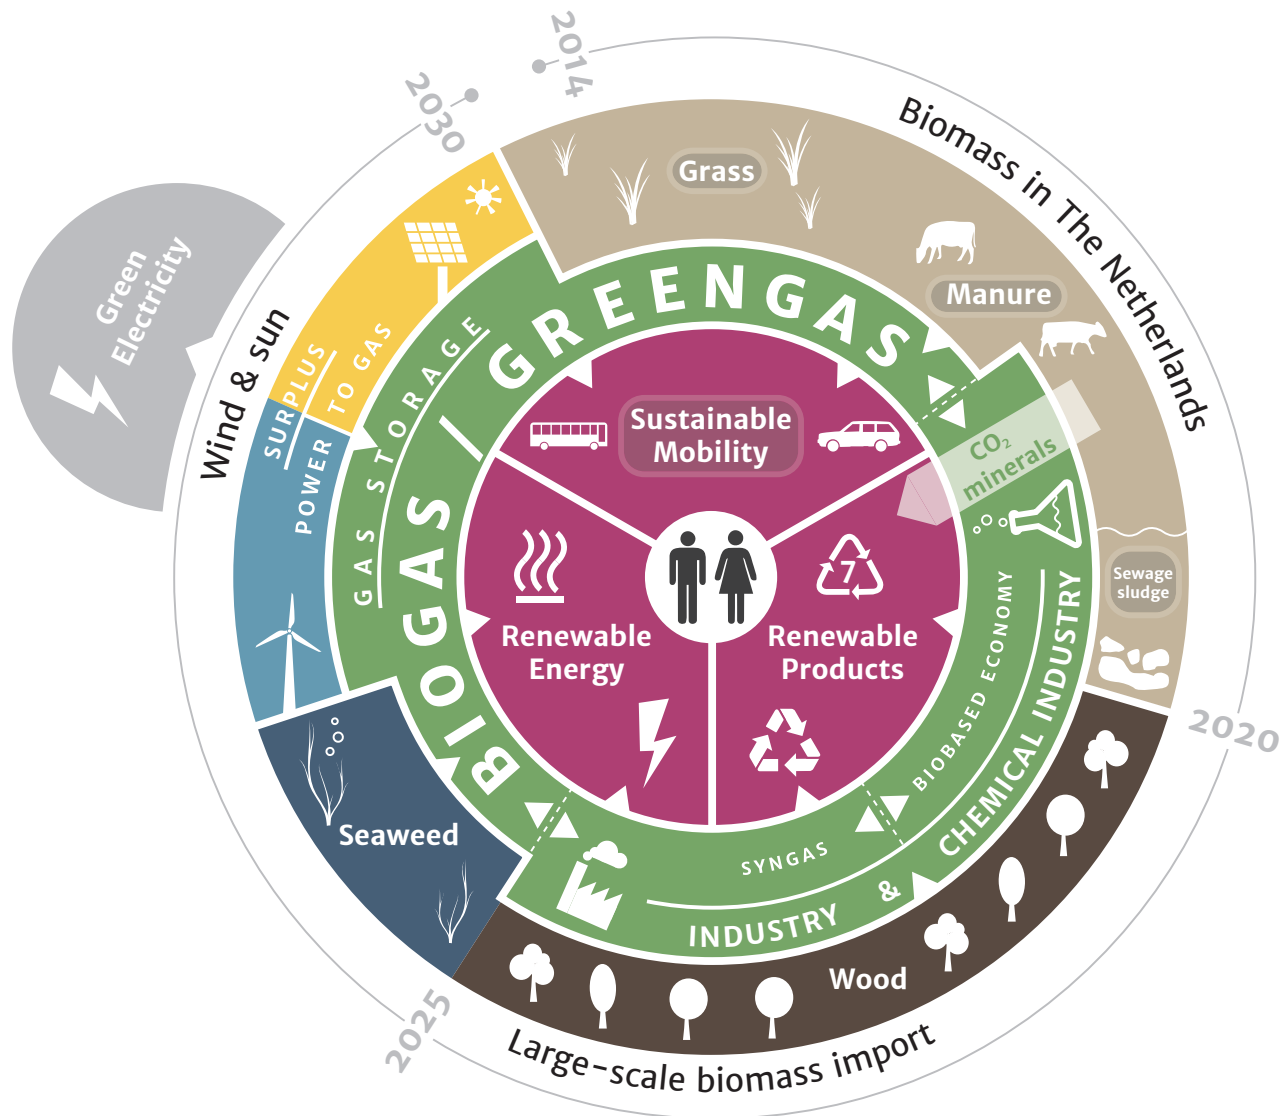 2014
2030
Biomass in The Netherlands
Grass
Manure
Green
Electricity
Wind & sun
SURPLUS
POWER
TO GAS
GAS STORAGE
BIOGAS / GREENGAS
Sustainable
Mobility
CO₂
minerals
Sewage
sludge
7
Renewable
Energy
Renewable
Products
BIOBASED ECONOMY
SYNGAS
INDUSTRY & CHEMICAL INDUSTRY
2020
Seaweed
Wood
2025
Large-scale biomass import